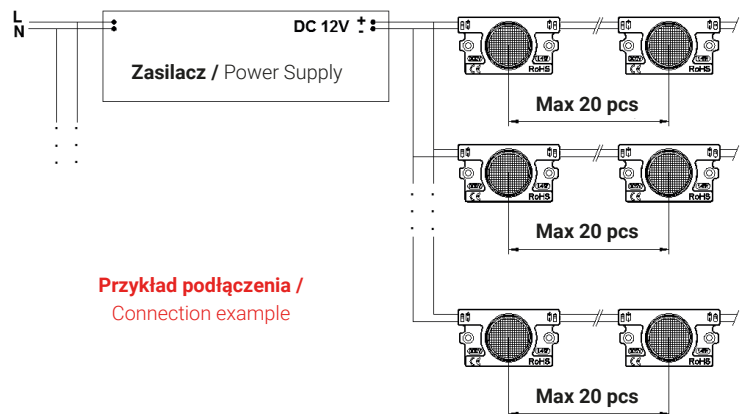 L
N
DC 12V + -
Zasilacz / Power Supply
RoHS
RoHS
Max 20 pcs
RoHS
RoHS
Max 20 pcs
Przykład podłączenia /
Connection example
RoHS
RoHS
Max 20 pcs